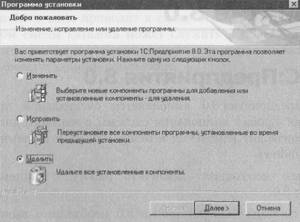 Программа установки
Добро пожаловать
Изменение, исправление или удаление программы.
Вас приветствует программа установки 1С:Предприятие 8.0. Эта программа позволяет
изменять параметры установки. Нажмите одну из следующих кнопок.
Изменить
Выберите новые компоненты программы для добавления или
установленные компоненты - для удаления.
Исправить
Переустановите все компоненты программы, установленные во время
предыдущей установки.
Удалить
Удалите все установленные компоненты.
Далее >
Отмена